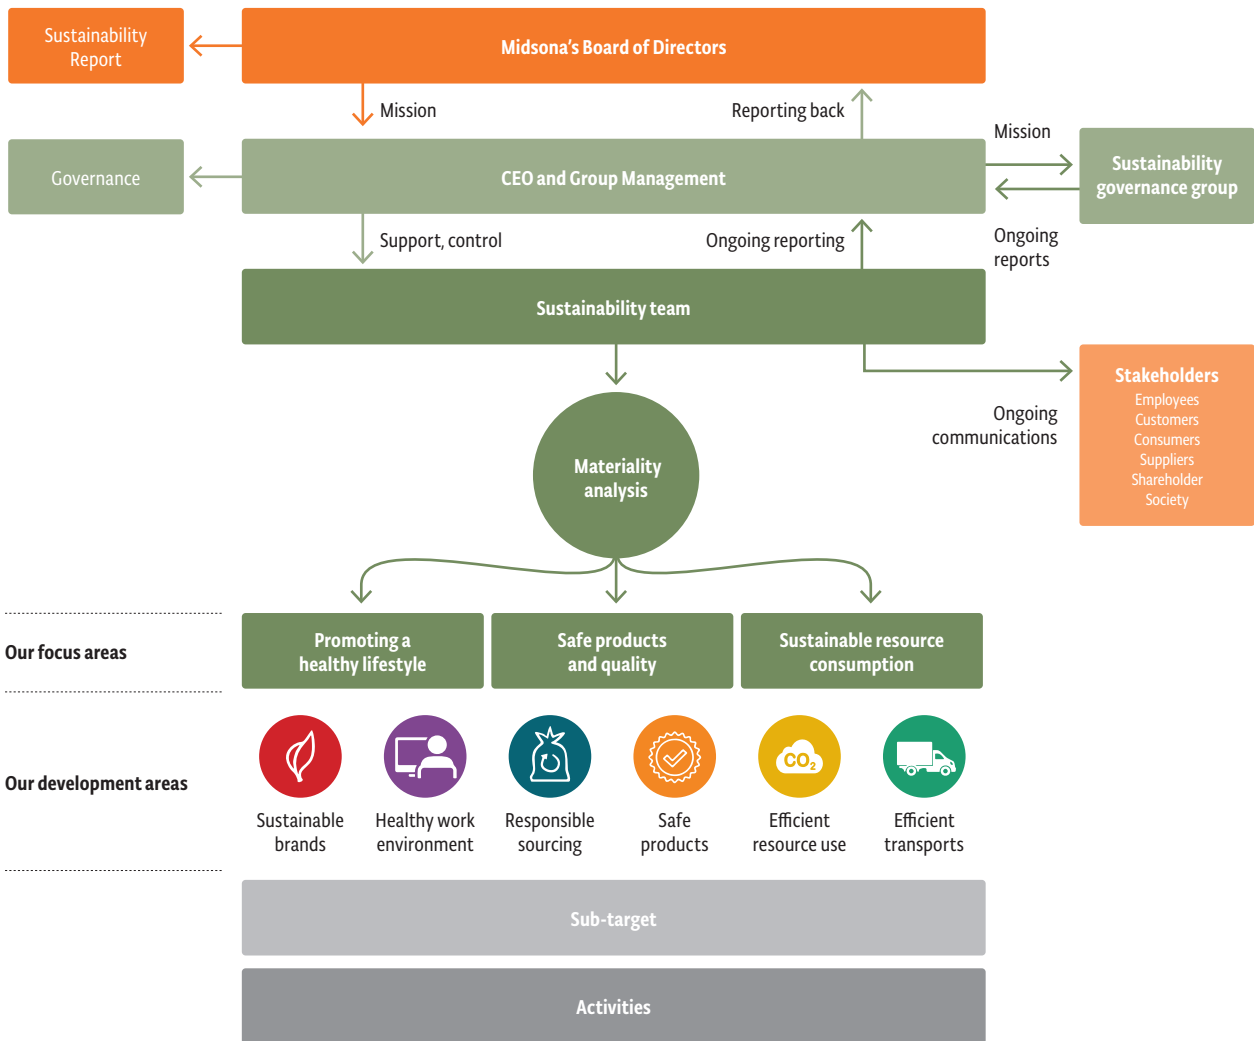 Sustainability
Report
Midsona's Board of Directors
Mission
Reporting back
Mission
Governance
CEO and Group Management
Sustainability
governance group
Support, control
Ongoing reporting
Ongoing
reports
Sustainability team
Stakeholders
Employees
Customers
Consumers
Suppliers
Shareholder
Society
Ongoing
communications
Materiality
analysis
Our focus areas
Promoting a
healthy lifestyle
Safe products
and quality
Sustainable resource
consumption
Our development areas
CO₂
Sustainable
brands
Healthy work
environment
Responsible
sourcing
Safe
products
Efficient
resource use
Efficient
transports
Sub-target
Activities